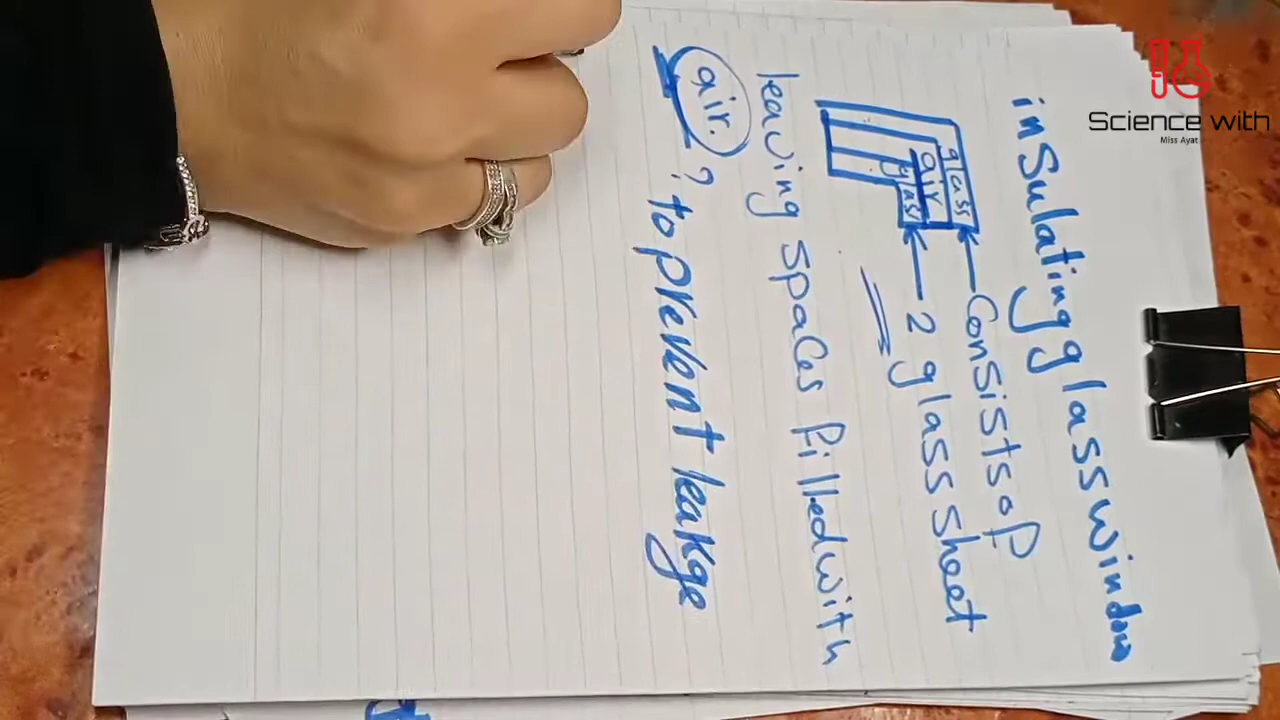 Science with
Miss Ayat
insulating glass window
Consists of
2 glass sheet
glass
air
glass
leaving spaces filled with
air. ? to prevent leakge